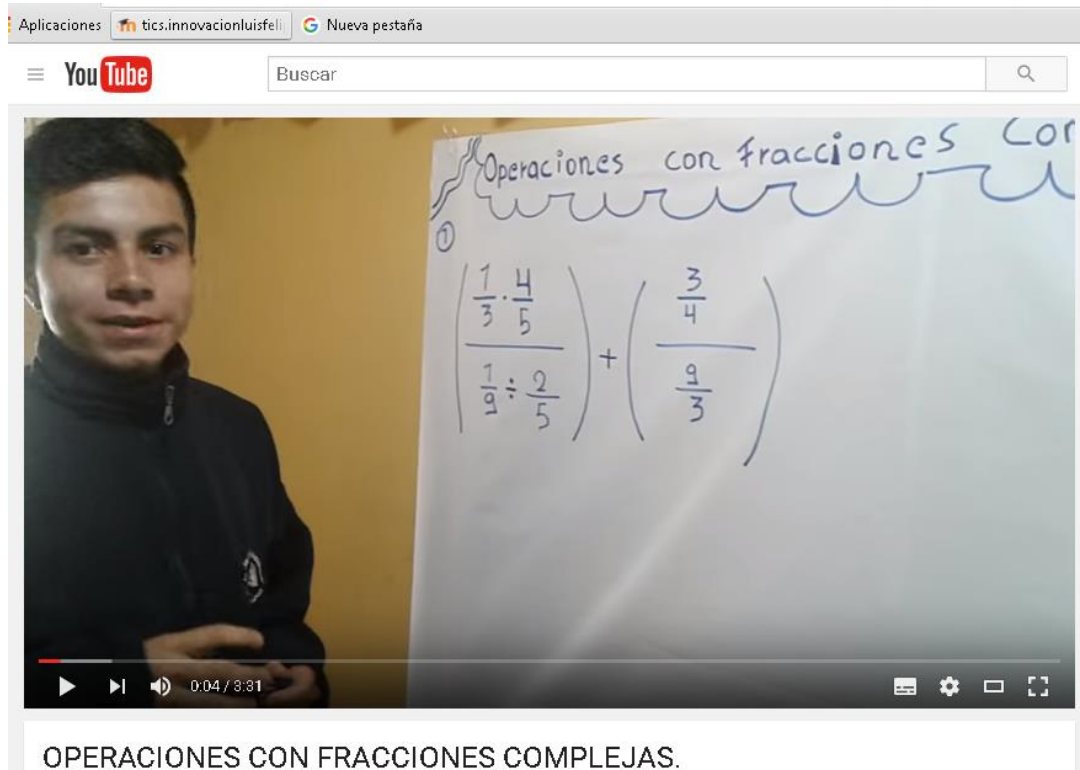 Aplicaciones tics.innovacionluisfeli Nueva pestaña
YouTube Buscar
Operaciones con fracciones Com
1
1/3 · 4/5 3/4
+
1/9 ÷ 2/5 9/3
0:04 / 3:31
OPERACIONES CON FRACCIONES COMPLEJAS.